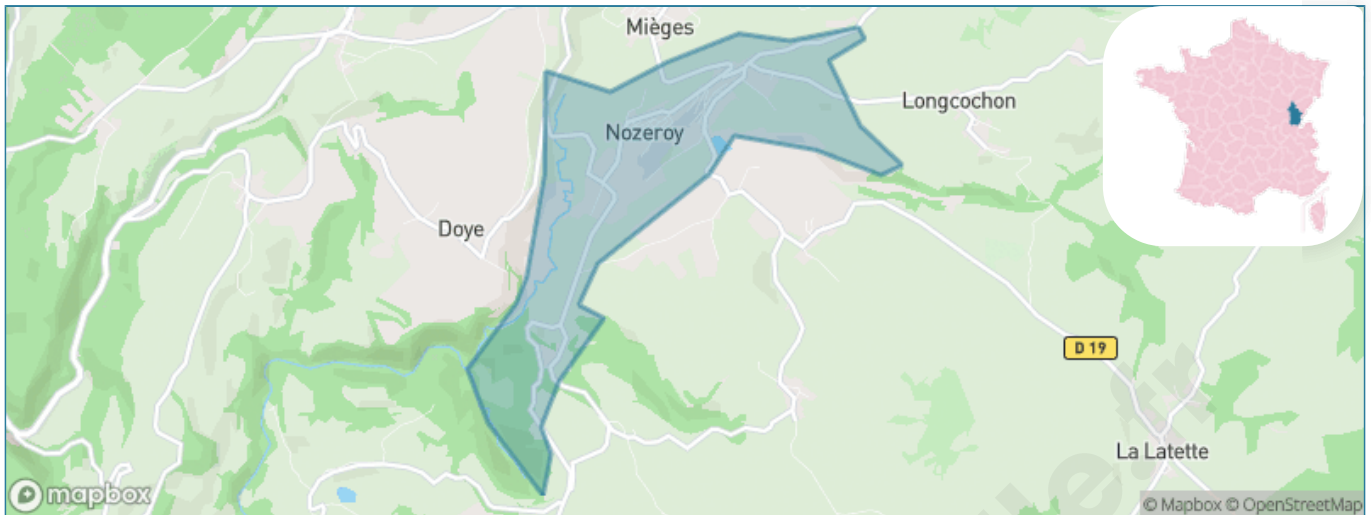 Mièges
Longcochon
Nozeroy
Doye
D 19
La Latette
mapbox
© Mapbox © OpenStreetMap